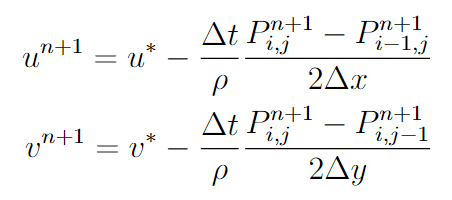 u^{n+1} = u^* - \frac{\Delta t}{\rho} \frac{P_{i,j}^{n+1} - P_{i-1,j}^{n+1}}{2\Delta x}
v^{n+1} = v^* - \frac{\Delta t}{\rho} \frac{P_{i,j}^{n+1} - P_{i,j-1}^{n+1}}{2\Delta y}